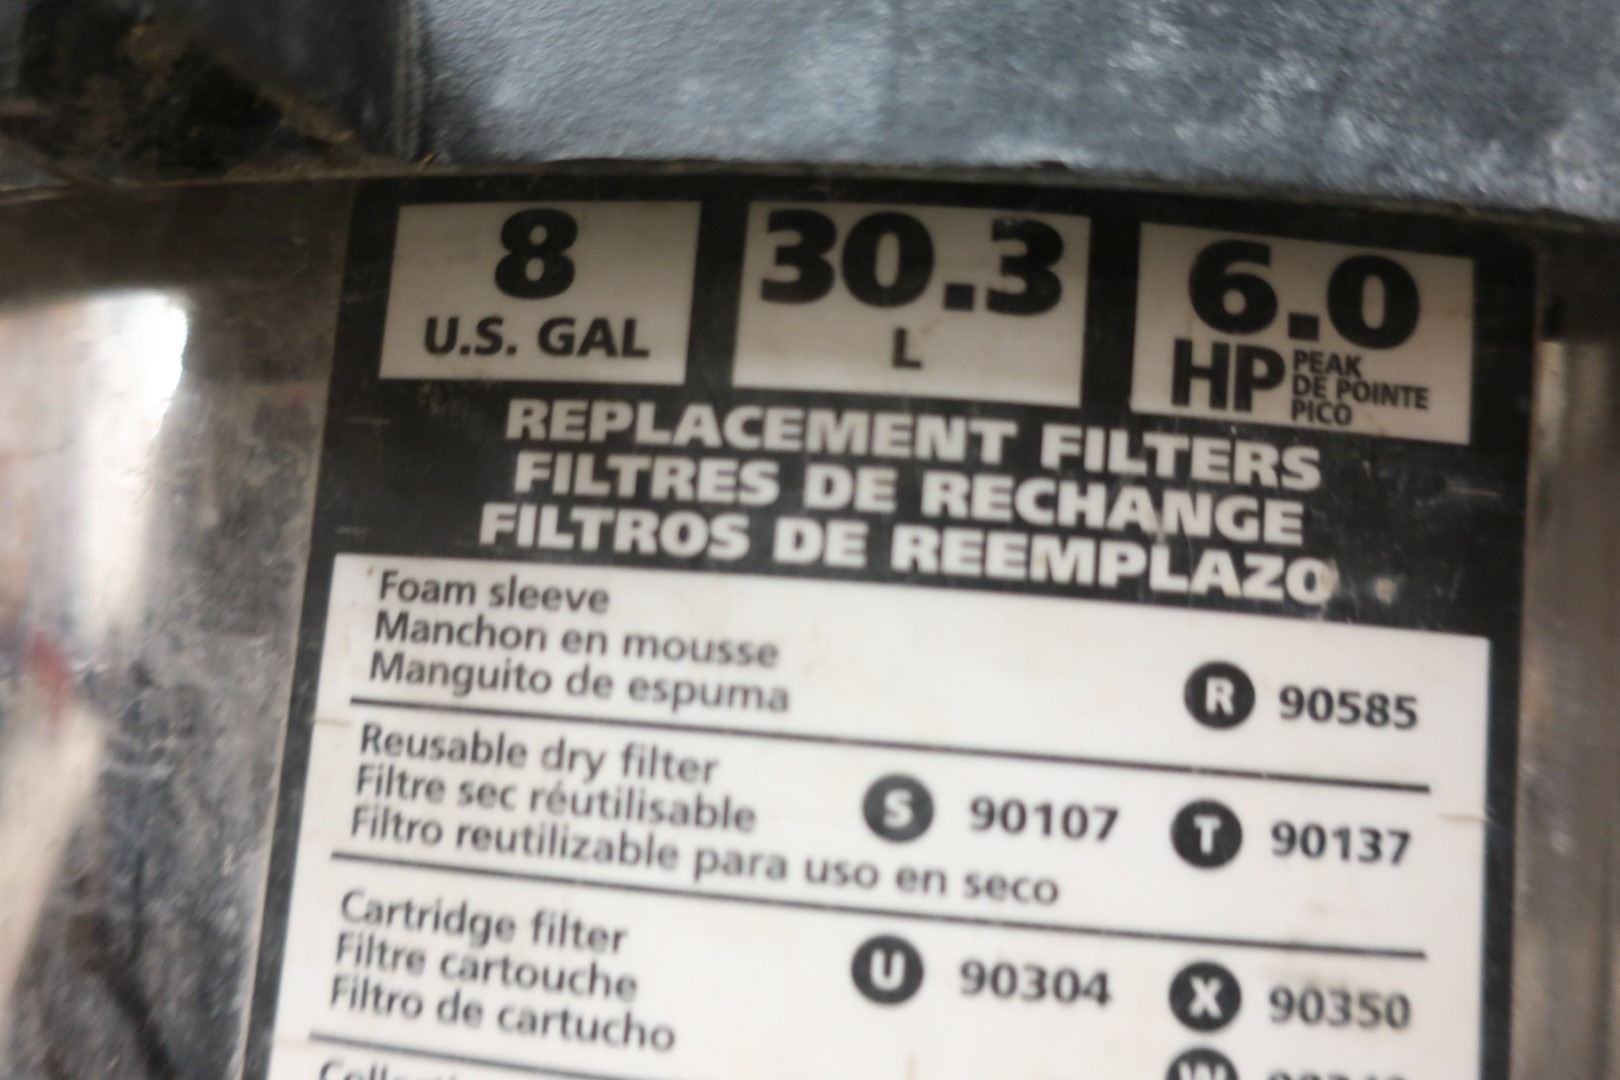 8
U.S. GAL
30.3
L
6.0
HP PEAK
DE POINTE
PICO
REPLACEMENT FILTERS
FILTRES DE RECHANGE
FILTROS DE REEMPLAZO
Foam sleeve
Manchon en mousse
Manguito de espuma
R 90585
Reusable dry filter
Filtre sec réutilisable
Filtro reutilizable para uso en seco
S 90107 T 90137
Cartridge filter
Filtre cartouche
Filtro de cartucho
U 90304 X 90350
W